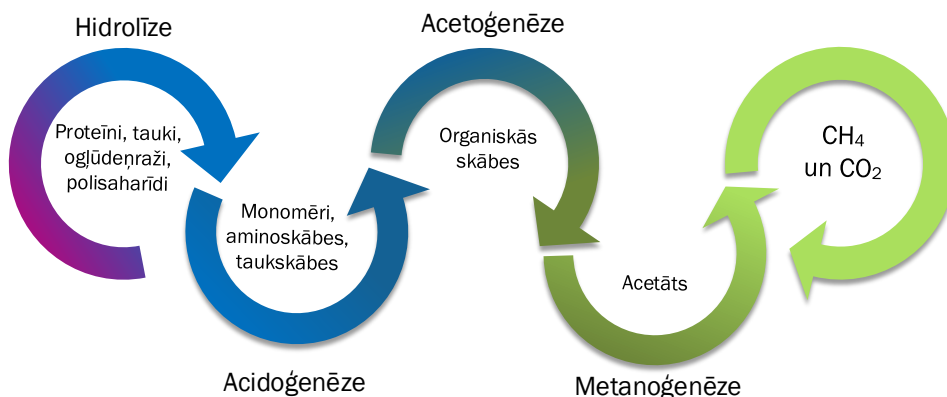 Hidrolīze
Proteīni, tauki,
ogļūdeņraži,
polisaharīdi
Monomēri,
aminoskābes,
taukskābes
Acidoģenēze
Acetoģenēze
Organiskās
skābes
Acetāts
Metanoģenēze
CH₄
un CO₂